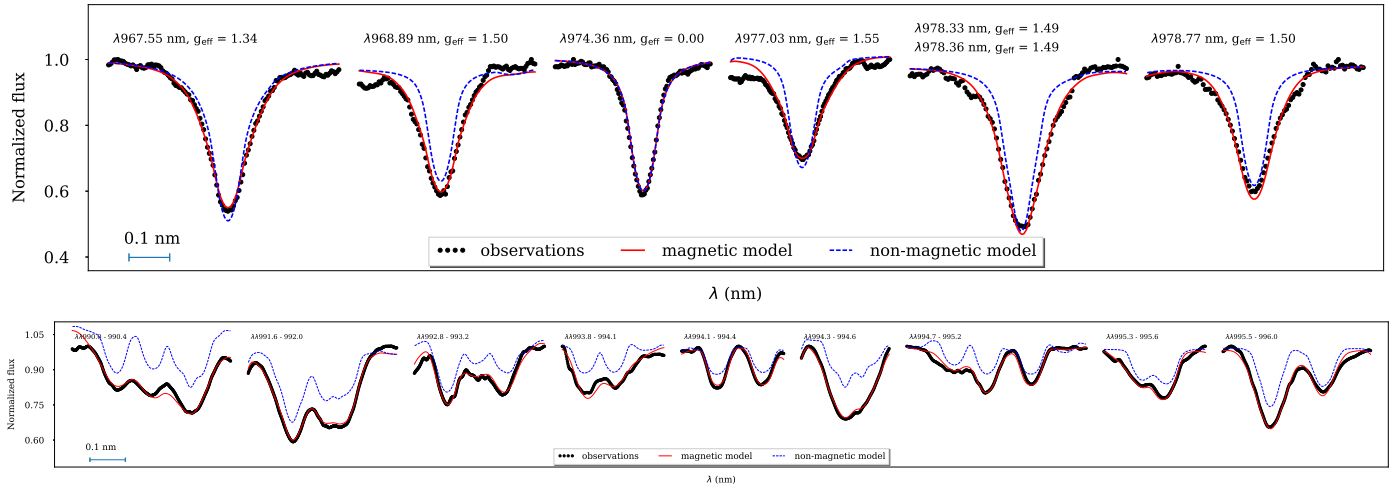 λ967.55 nm, g_eff = 1.34
λ968.89 nm, g_eff = 1.50
λ974.36 nm, g_eff = 0.00
λ977.03 nm, g_eff = 1.55
λ978.33 nm, g_eff = 1.49
λ978.36 nm, g_eff = 1.49
λ978.77 nm, g_eff = 1.50
1.0
0.8
0.6
0.4
Normalized flux
0.1 nm
observations
magnetic model
non-magnetic model
λ (nm)
λλ991.6 - 992.0
λλ992.8 - 993.2
λλ993.8 - 994.1
λλ994.1 - 994.4
λλ994.3 - 994.6
λλ994.7 - 995.2
λλ995.3 - 995.6
λλ995.5 - 996.0
1.05
0.90
0.75
0.60
Normalized flux
0.1 nm
observations
magnetic model
non-magnetic model
λ (nm)